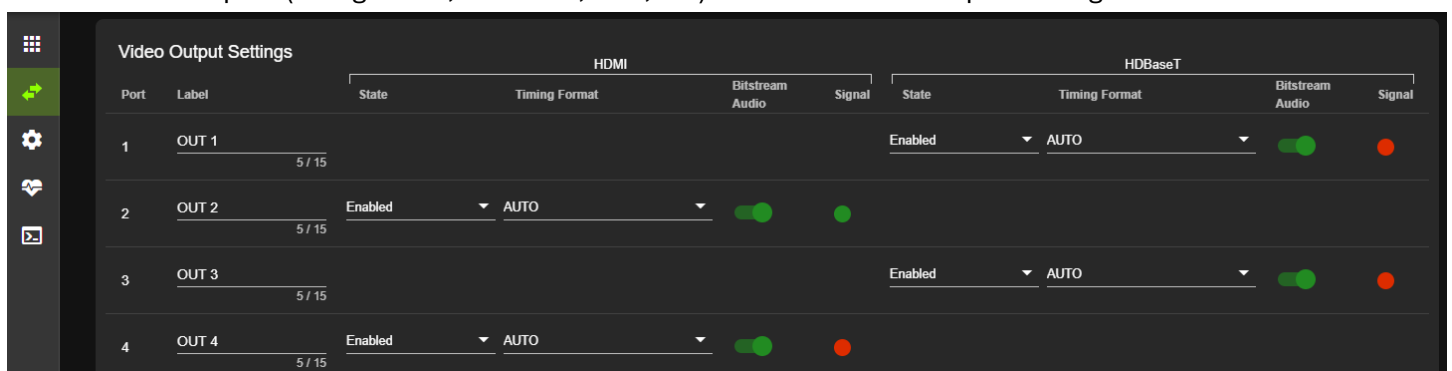 Video Output Settings
HDMI
HDBaseT
Port Label State Timing Format Bitstream Audio Signal State Timing Format Bitstream Audio Signal
1 OUT 1 Enabled AUTO
5 / 15
2 OUT 2 Enabled AUTO
5 / 15
3 OUT 3 Enabled AUTO
5 / 15
4 OUT 4 Enabled AUTO
5 / 15